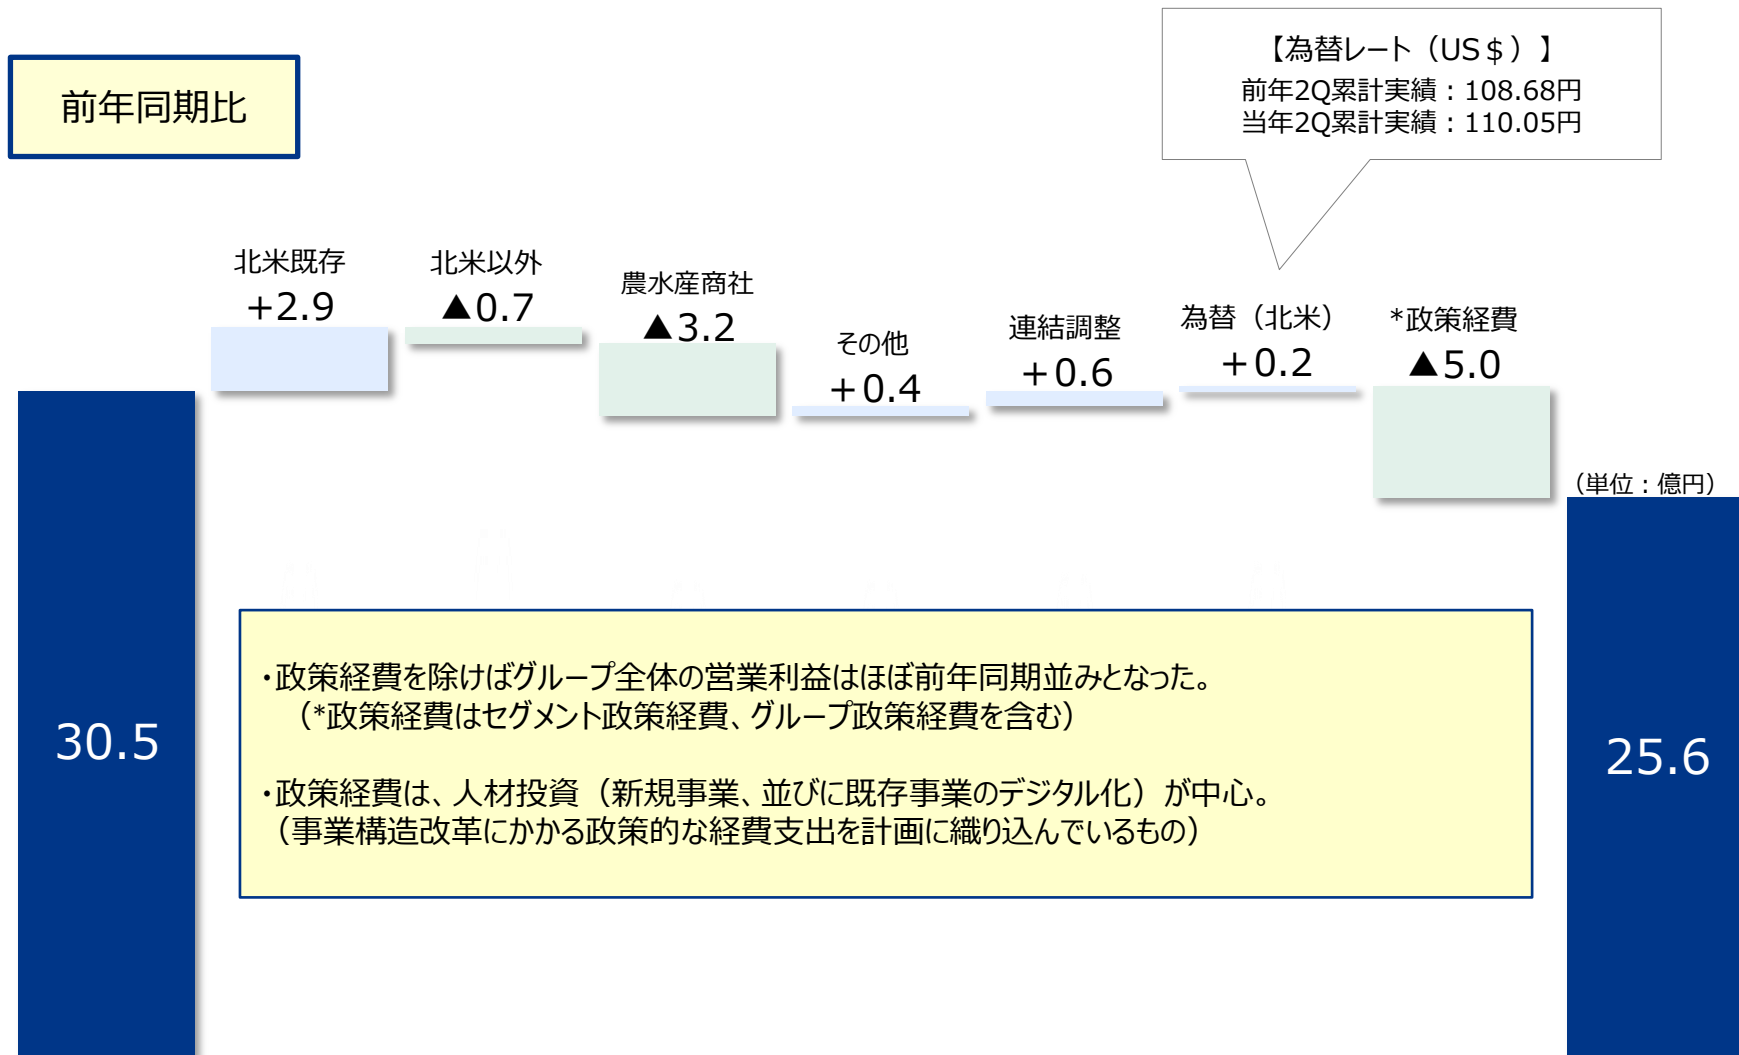 前年同期比
【為替レート（US＄）】
前年2Q累計実績：108.68円
当年2Q累計実績：110.05円
北米既存
+2.9
北米以外
▲0.7
農水産商社
▲3.2
その他
＋0.4
連結調整
＋0.6
為替（北米）
＋0.2
*政策経費
▲5.0
（単位：億円）
30.5
25.6
・政策経費を除けばグループ全体の営業利益はほぼ前年同期並みとなった。
（*政策経費はセグメント政策経費、グループ政策経費を含む）
・政策経費は、人材投資（新規事業、並びに既存事業のデジタル化）が中心。
（事業構造改革にかかる政策的な経費支出を計画に織り込んでいるもの）